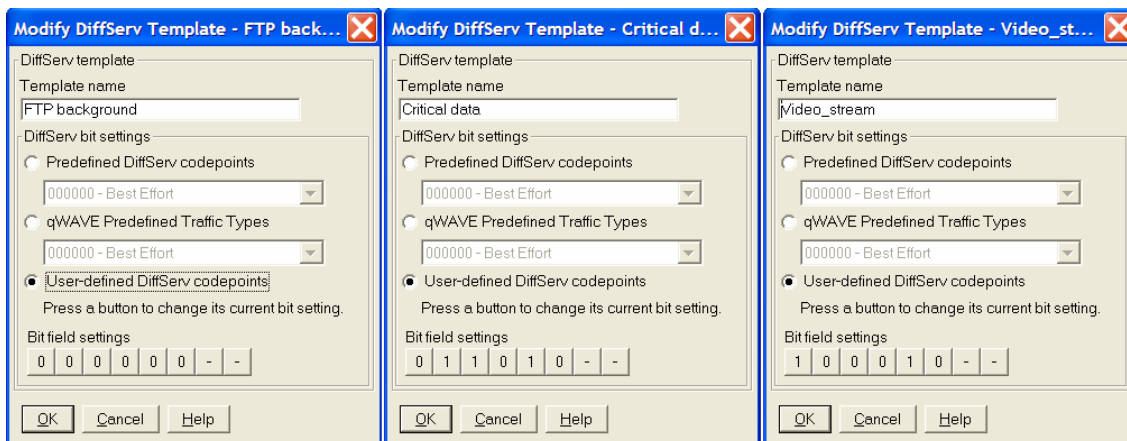 Modify DiffServ Template - FTP back...
DiffServ template
Template name
FTP background
DiffServ bit settings
Predefined DiffServ codepoints
000000 - Best Effort
qWAVE Predefined Traffic Types
000000 - Best Effort
User-defined DiffServ codepoints
Press a button to change its current bit setting.
Bit field settings
0 0 0 0 0 0 - -
OK Cancel Help
Modify DiffServ Template - Critical d...
DiffServ template
Template name
Critical data
DiffServ bit settings
Predefined DiffServ codepoints
000000 - Best Effort
qWAVE Predefined Traffic Types
000000 - Best Effort
User-defined DiffServ codepoints
Press a button to change its current bit setting.
Bit field settings
0 1 1 0 1 0 - -
OK Cancel Help
Modify DiffServ Template - Video_st...
DiffServ template
Template name
Video_stream
DiffServ bit settings
Predefined DiffServ codepoints
000000 - Best Effort
qWAVE Predefined Traffic Types
000000 - Best Effort
User-defined DiffServ codepoints
Press a button to change its current bit setting.
Bit field settings
1 0 0 0 1 0 - -
OK Cancel Help